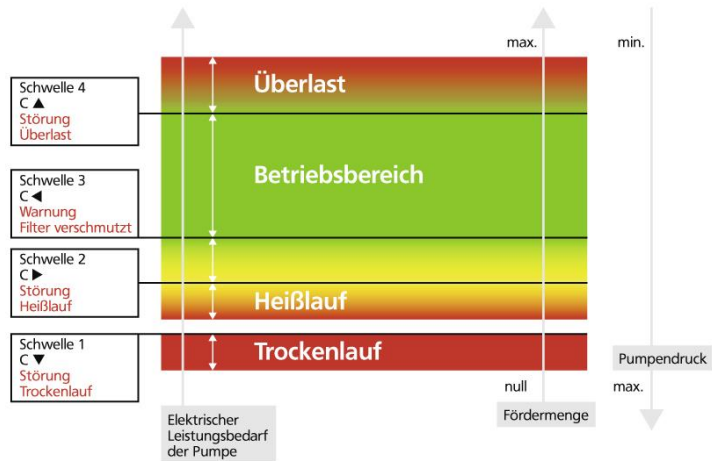 max.
min.
Schwelle 4
C ▲
Störung
Überlast
Überlast
Schwelle 3
C ◄
Warnung
Filter verschmutzt
Betriebsbereich
Schwelle 2
C ►
Störung
Heißlauf
Heißlauf
Schwelle 1
C ▼
Störung
Trockenlauf
Trockenlauf
Pumpendruck
null
max.
Elektrischer
Leistungsbedarf
der Pumpe
Fördermenge